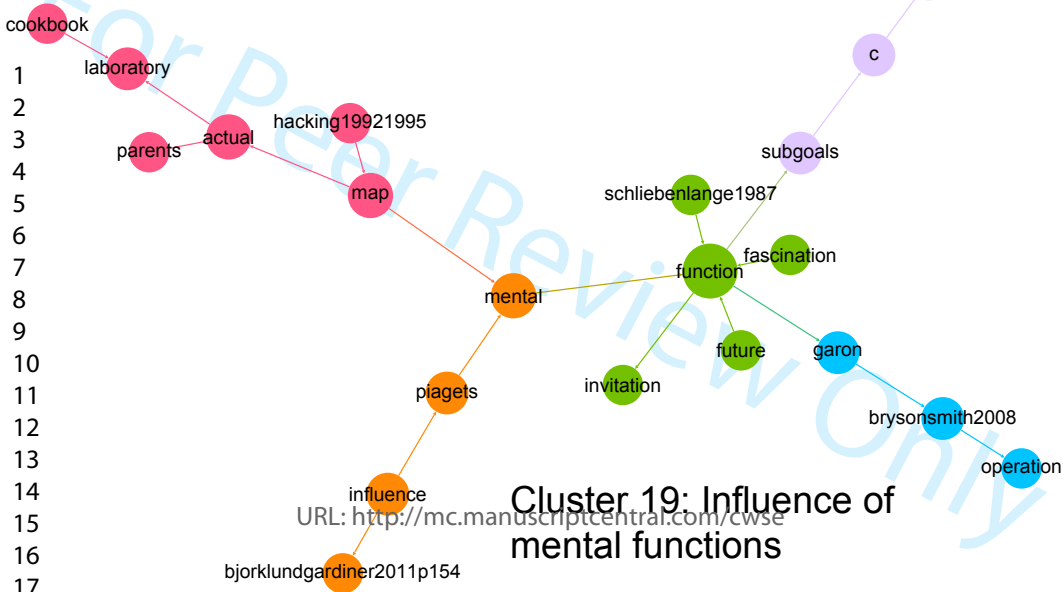 cookbook
c
1
laboratory
2
hacking19921995
3
parents
actual
subgoals
4
map
schliebenlange1987
5
6
fascination
7
function
mental
8
9
future
garon
10
invitation
piagets
11
brysonsmith2008
12
13
operation
14
influence
Cluster 19: Influence of
mental functions
15
URL: http://mc.manuscriptcentral.com/cwse
16
bjorklundgardiner2011p154
17
For Peer Review Only